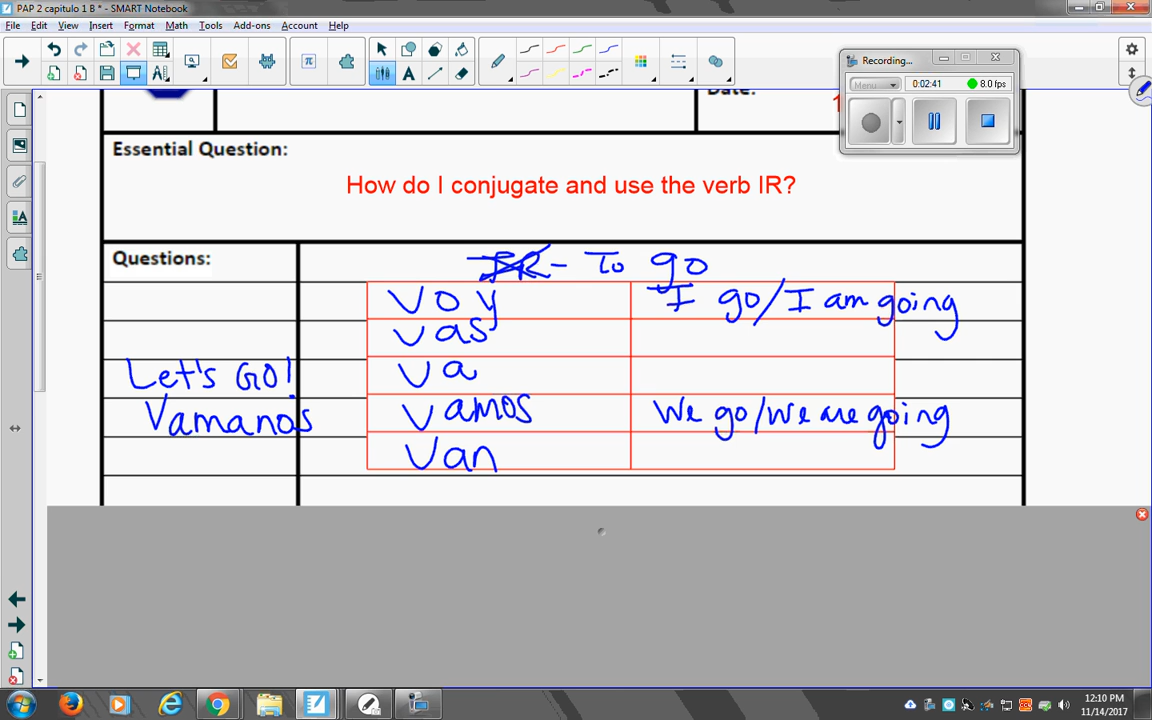 PAP 2 capitulo 1 B * - SMART Notebook
File Edit View Insert Format Math Tools Add-ons Account Help
Recording...
Menu 0:02:41 8.0 fps
Date:
Essential Question:
How do I conjugate and use the verb IR?
Questions:
IR - To go
voy I go/I am going
vas
Let's GO! va
Vamanos vamos We go/We are going
van
12:10 PM
11/14/2017